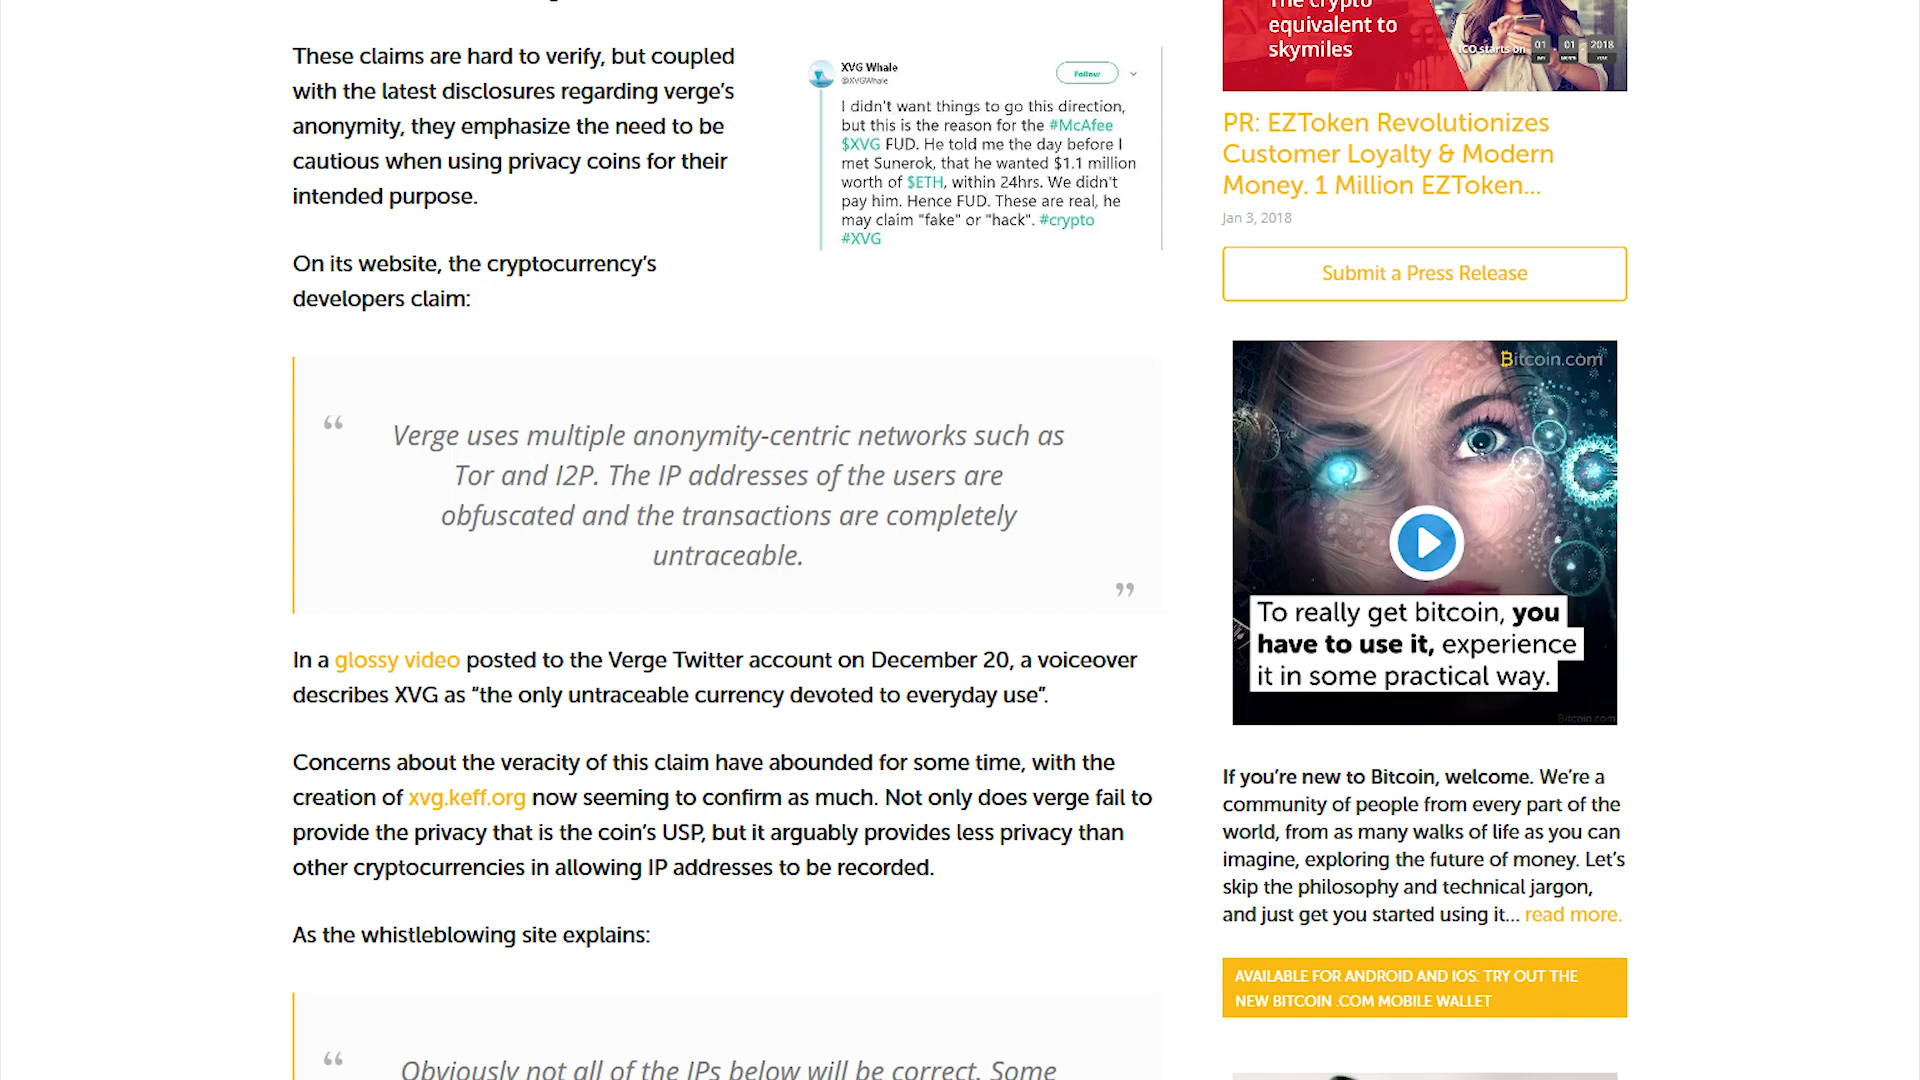 These claims are hard to verify, but coupled
with the latest disclosures regarding verge’s
anonymity, they emphasize the need to be
cautious when using privacy coins for their
intended purpose.
On its website, the cryptocurrency’s
developers claim:
XVG Whale
@XVGWhale
Follow
I didn't want things to go this direction,
but this is the reason for the #McAfee
$XVG FUD. He told me the day before I
met Sunerok, that he wanted $1.1 million
worth of $ETH, within 24hrs. We didn't
pay him. Hence FUD. These are real, he
may claim "fake" or "hack". #crypto
#XVG
“
Verge uses multiple anonymity-centric networks such as
Tor and I2P. The IP addresses of the users are
obfuscated and the transactions are completely
untraceable.
”
In a glossy video posted to the Verge Twitter account on December 20, a voiceover
describes XVG as “the only untraceable currency devoted to everyday use”.
Concerns about the veracity of this claim have abounded for some time, with the
creation of xvg.keff.org now seeming to confirm as much. Not only does verge fail to
provide the privacy that is the coin’s USP, but it arguably provides less privacy than
other cryptocurrencies in allowing IP addresses to be recorded.
As the whistleblowing site explains:
“
Obviously not all of the IPs below will be correct. Some
The crypto
equivalent to
skymiles
ICO starts on 01 01 2018
PR: EZToken Revolutionizes
Customer Loyalty & Modern
Money. 1 Million EZToken...
Jan 3, 2018
Submit a Press Release
Bitcoin.com
To really get bitcoin, you
have to use it, experience
it in some practical way.
Bitcoin.com
If you’re new to Bitcoin, welcome. We’re a
community of people from every part of the
world, from as many walks of life as you can
imagine, exploring the future of money. Let’s
skip the philosophy and technical jargon,
and just get you started using it... read more.
AVAILABLE FOR ANDROID AND IOS: TRY OUT THE
NEW BITCOIN .COM MOBILE WALLET